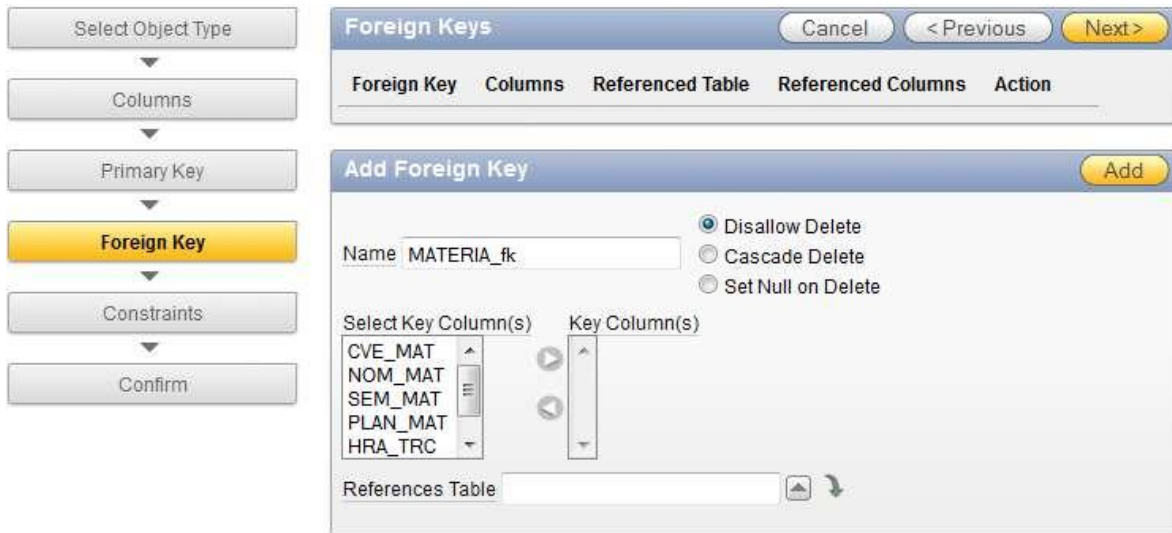 Select Object Type
Columns
Primary Key
Foreign Key
Constraints
Confirm
Foreign Keys
Cancel
< Previous
Next >
Foreign Key Columns Referenced Table Referenced Columns Action
Add Foreign Key
Add
Name MATERIA_fk
Disallow Delete
Cascade Delete
Set Null on Delete
Select Key Column(s) Key Column(s)
CVE_MAT
NOM_MAT
SEM_MAT
PLAN_MAT
HRA_TRC
References Table